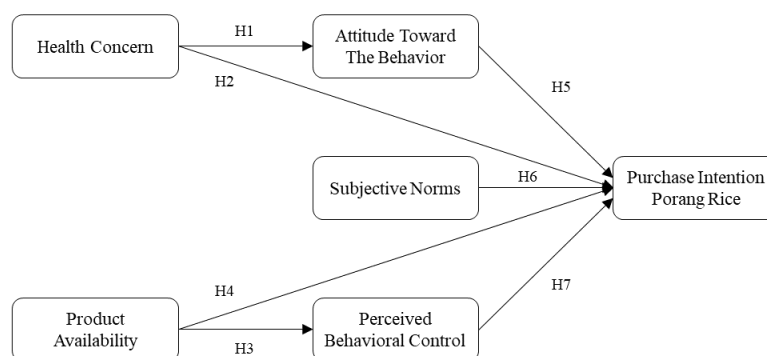 Health Concern
H1
Attitude Toward
The Behavior
H2
H5
Subjective Norms
H6
Purchase Intention
Porang Rice
H4
H7
Product
Availability
H3
Perceived
Behavioral Control